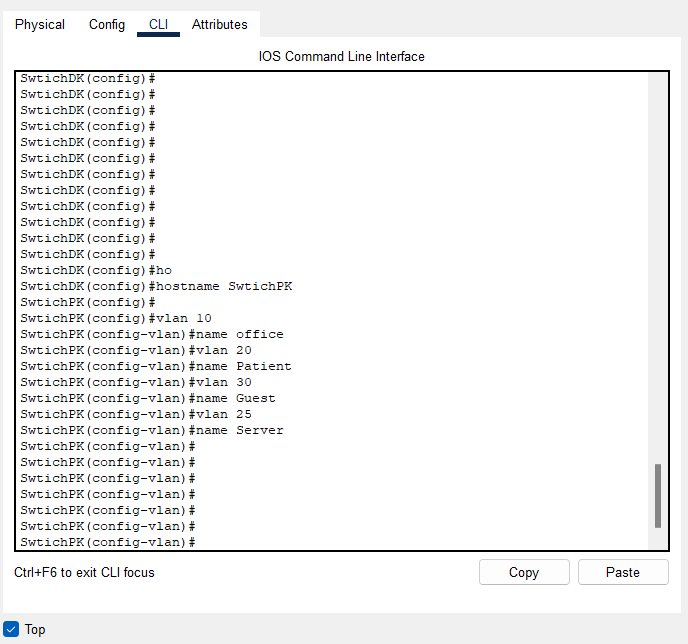 Physical Config CLI Attributes
IOS Command Line Interface
SwtichDK(config)#
SwtichDK(config)#
SwtichDK(config)#
SwtichDK(config)#
SwtichDK(config)#
SwtichDK(config)#
SwtichDK(config)#
SwtichDK(config)#
SwtichDK(config)#
SwtichDK(config)#
SwtichDK(config)#
SwtichDK(config)#
SwtichDK(config)#ho
SwtichDK(config)#hostname SwtichPK
SwtichPK(config)#
SwtichPK(config)#vlan 10
SwtichPK(config-vlan)#name office
SwtichPK(config-vlan)#vlan 20
SwtichPK(config-vlan)#name Patient
SwtichPK(config-vlan)#vlan 30
SwtichPK(config-vlan)#name Guest
SwtichPK(config-vlan)#vlan 25
SwtichPK(config-vlan)#name Server
SwtichPK(config-vlan)#
SwtichPK(config-vlan)#
SwtichPK(config-vlan)#
SwtichPK(config-vlan)#
SwtichPK(config-vlan)#
SwtichPK(config-vlan)#
SwtichPK(config-vlan)#
Ctrl+F6 to exit CLI focus
Copy Paste
Top